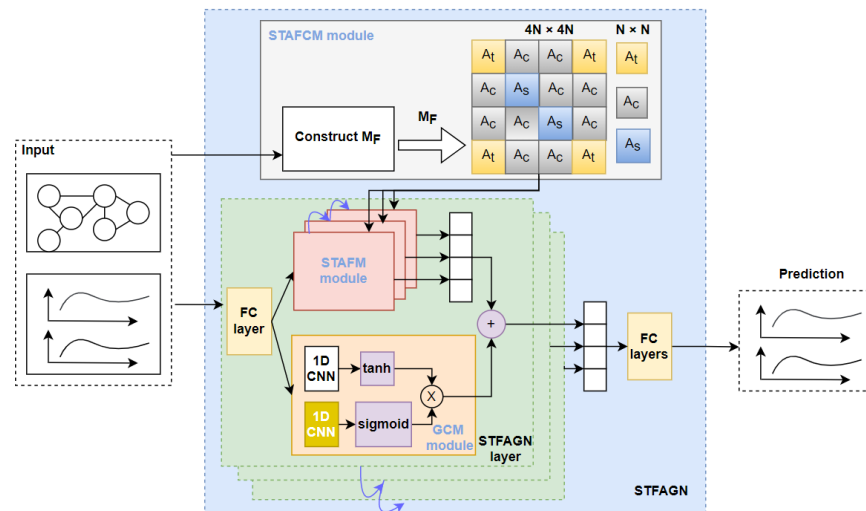 STAFCM module
4N × 4N
N × N
At
AC
AC
At
At
AC
AS
AC
AC
AC
AC
AC
AS
AC
AS
At
AC
AC
At
Construct MF
MF
Input
STAFM
module
FC
layer
+
1D
CNN
tanh
X
1D
CNN
sigmoid
GCM
module
STFAGN
layer
FC
layers
Prediction
STFAGN